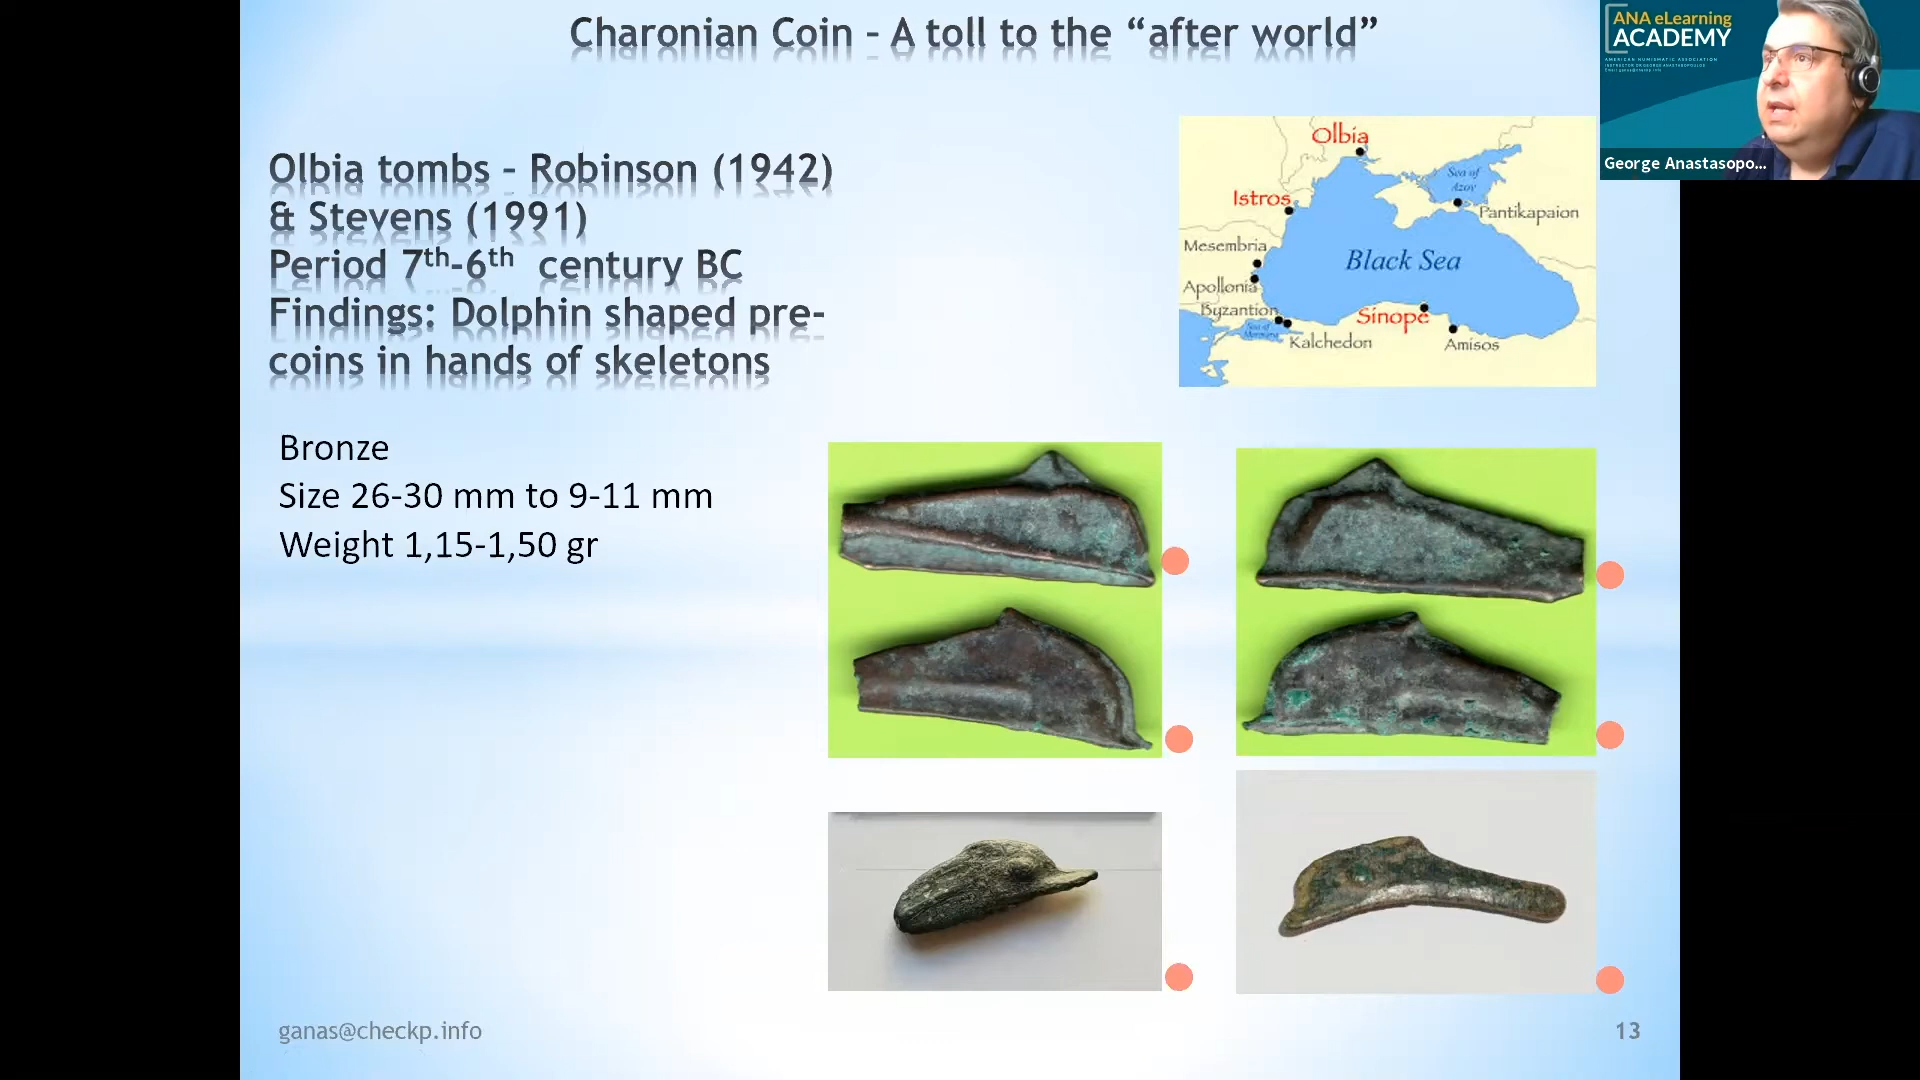 Charonian Coin – A toll to the “after world”
ANA eLearning
ACADEMY
AMERICAN NUMISMATIC ASSOCIATION
George Anastasopo...
Olbia tombs – Robinson (1942)
& Stevens (1991)
Period 7th-6th century BC
Findings: Dolphin shaped pre-
coins in hands of skeletons
Olbia
Sea of
Azov
Istros
Pantikapaion
Mesembria
Black Sea
Apollonia
Byzantion
Sinope
Sea of
Marmara
Kalchedon
Amisos
Bronze
Size 26-30 mm to 9-11 mm
Weight 1,15-1,50 gr
ganas@checkp.info
13